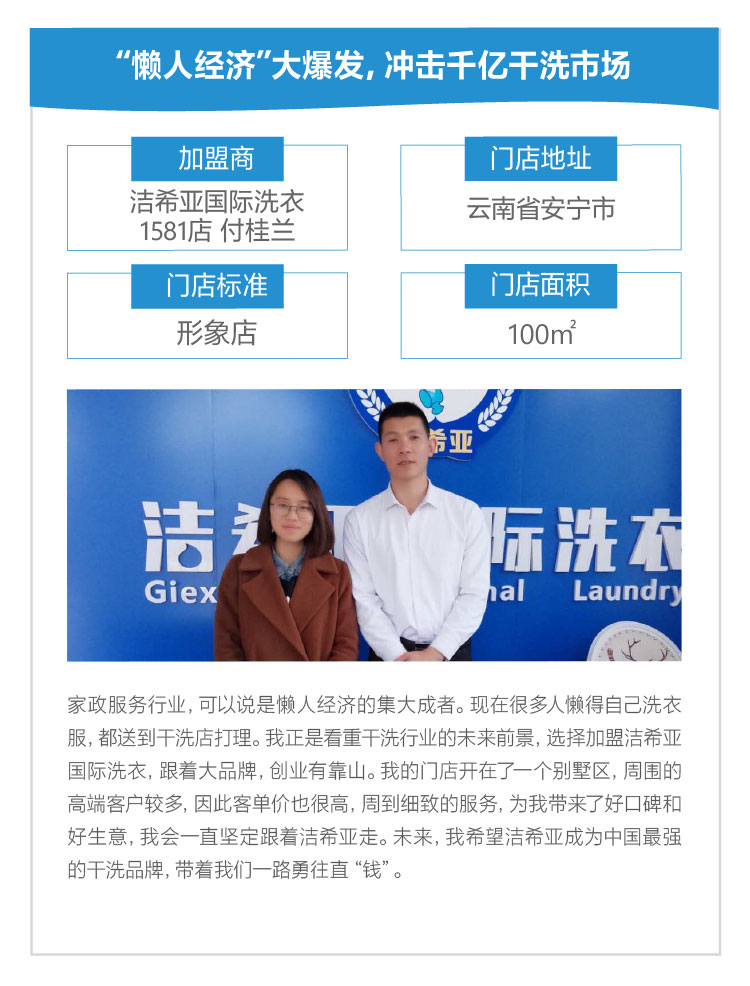 “懒人经济”大爆发，冲击千亿干洗市场
加盟商
洁希亚国际洗衣
1581店 付桂兰
门店地址
云南省安宁市
门店标准
形象店
门店面积
100㎡
希亚
洁希 际洗衣
Giex nal Laundry
家政服务行业，可以说是懒人经济的集大成者。现在很多人懒得自己洗衣
服，都送到干洗店打理。我正是看重干洗行业的未来前景，选择加盟洁希亚
国际洗衣，跟着大品牌，创业有靠山。我的门店开在了一个别墅区，周围的
高端客户较多，因此客单价也很高，周到细致的服务，为我带来了好口碑和
好生意，我会一直坚定跟着洁希亚走。未来，我希望洁希亚成为中国最强
的干洗品牌，带着我们一路勇往直“钱”。